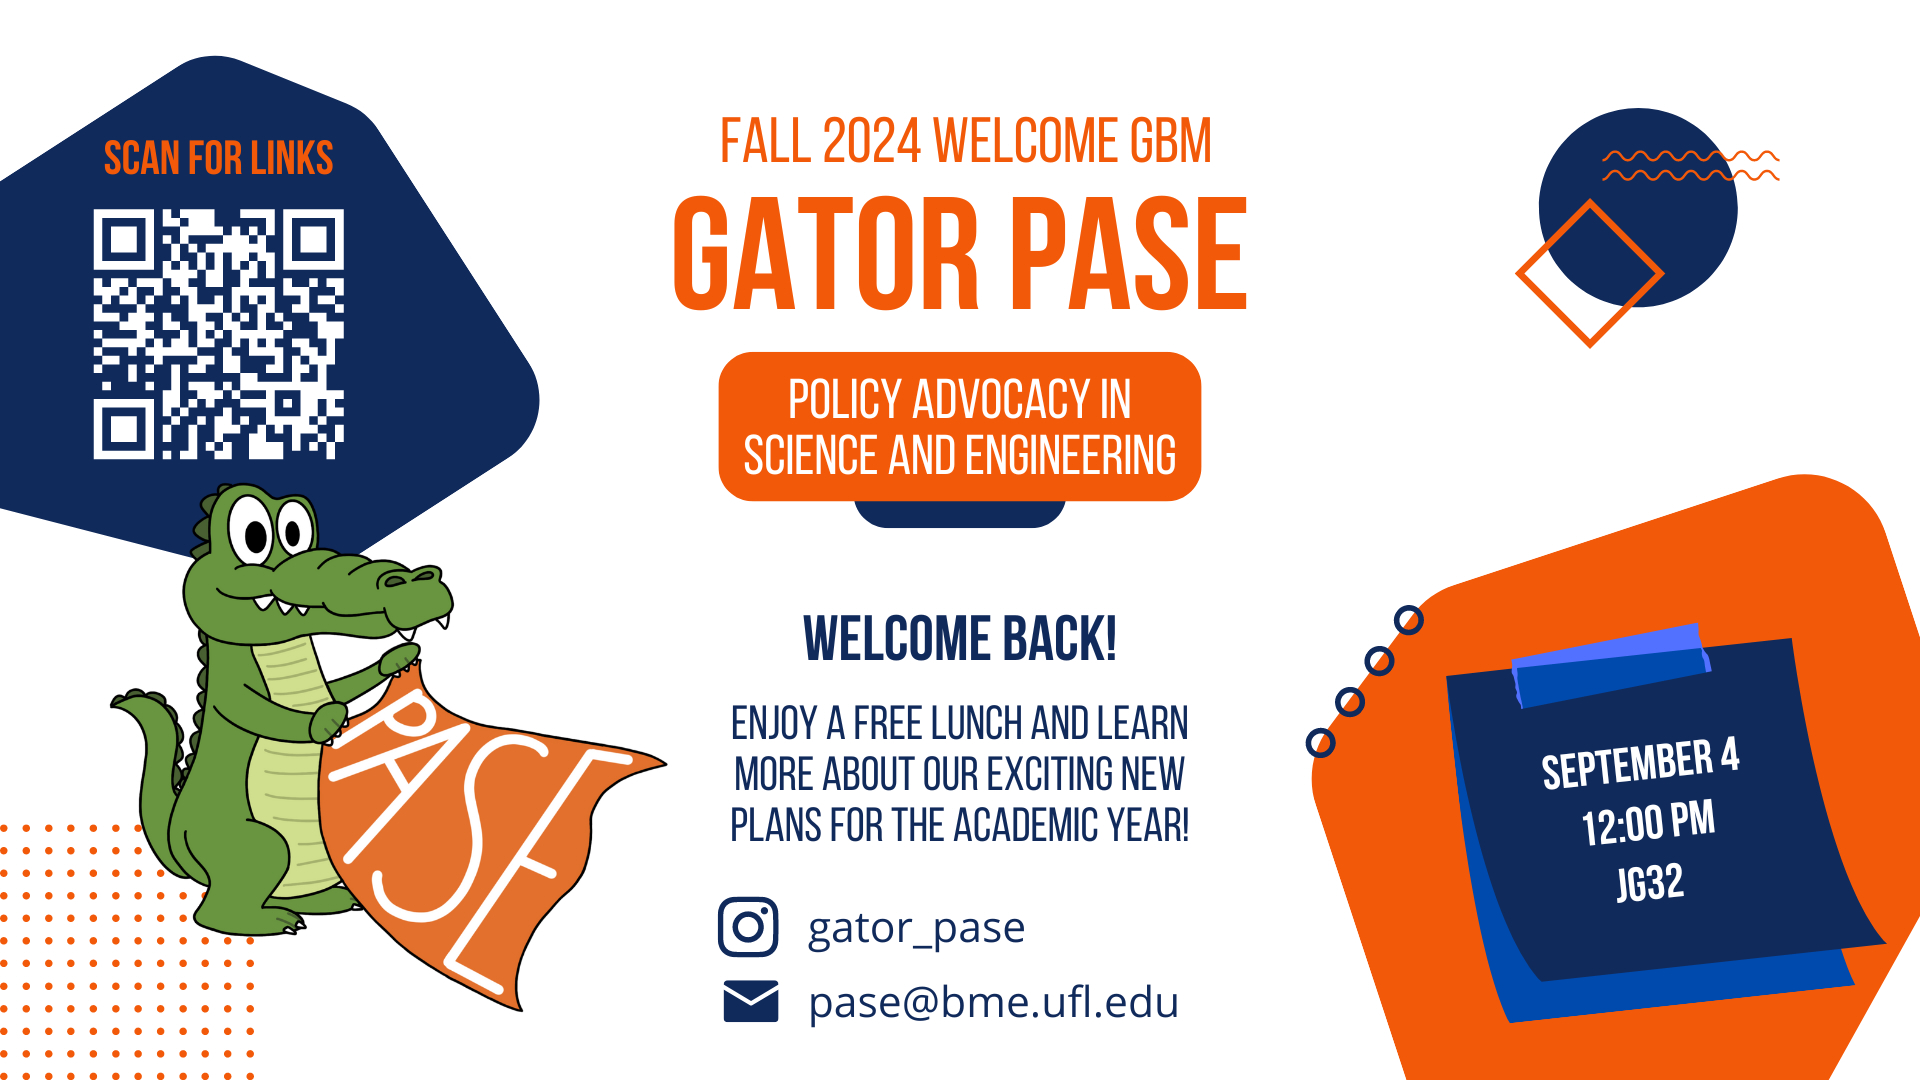 SCAN FOR LINKS
FALL 2024 WELCOME GBM
GATOR PASE
POLICY ADVOCACY IN
SCIENCE AND ENGINEERING
WELCOME BACK!
ENJOY A FREE LUNCH AND LEARN
MORE ABOUT OUR EXCITING NEW
PLANS FOR THE ACADEMIC YEAR!
gator_pase
pase@bme.ufl.edu
PASE
SEPTEMBER 4
12:00 PM
JG32